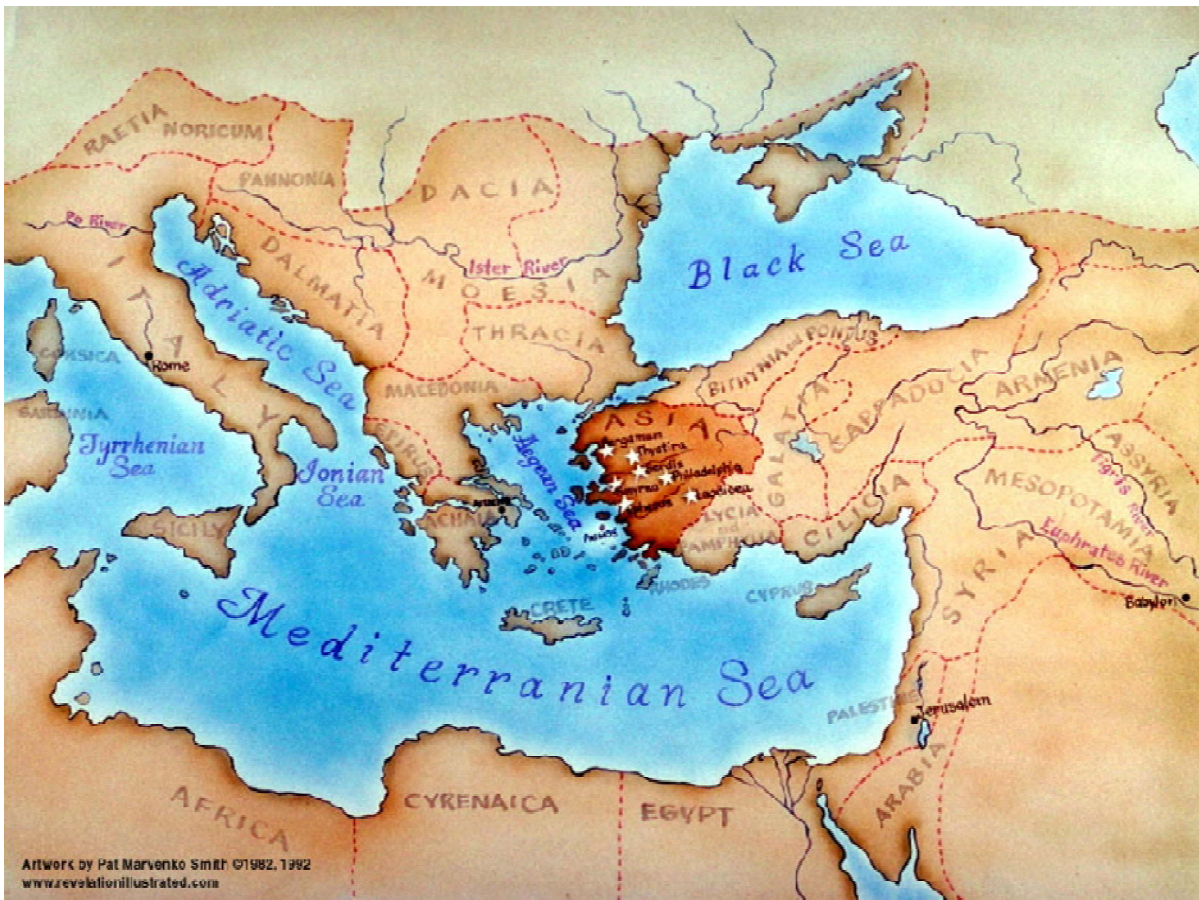 RAETIA
NORICUM
PANNONIA
DACIA
Po River
ITALY
Adriatic Sea
DALMATIA
MOESIA
Ister River
THRACIA
Black Sea
CORSICA
Rome
MACEDONIA
BITHYNIA and PONTUS
CAPPADOCIA
ARMENIA
SARDINIA
Tyrrhenian
Sea
Ionian
Sea
EPIRUS
Aegean Sea
ASIA
Pergamum
Thyatira
Sardis
Philadelphia
Smyrna
Laodicea
GALATIA
ASSYRIA
Tigris River
MESOPOTAMIA
Euphrates River
Babylon
SICILY
ACHAIA
LYCIA
and
PAMPHYLIA
CILICIA
SYRIA
RHODES
CYPRUS
CRETE
Mediterranian Sea
PALESTINE
Jerusalem
ARABIA
AFRICA
CYRENAICA
EGYPT
Artwork by Pat Marvenko Smith ©1982, 1992
www.revelationillustrated.com